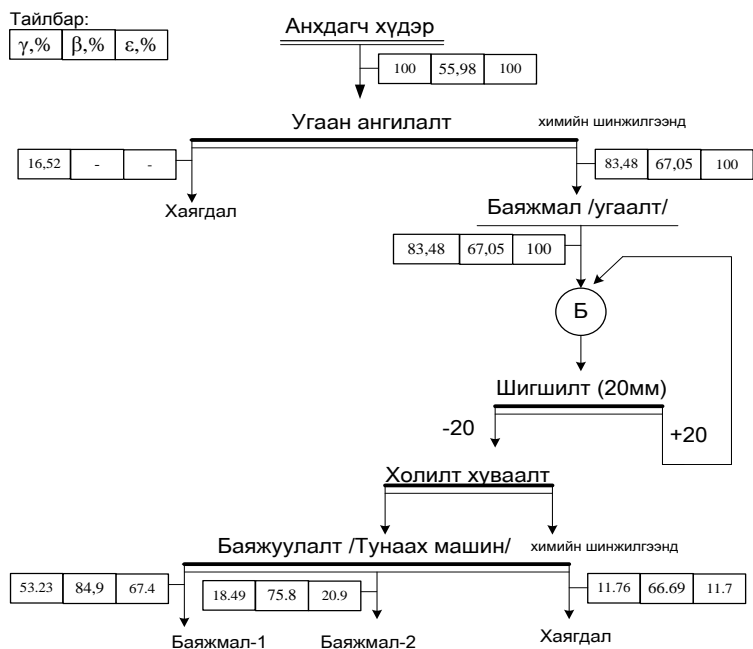 Тайлбар:
γ,% β,% ε,%
Анхдагч хүдэр
100 55,98 100
Угаан ангилалт
химийн шинжилгээнд
16,52 - -
83,48 67,05 100
Хаягдал
Баяжмал /угаалт/
83,48 67,05 100
Б
Шигшилт (20мм)
-20
+20
Холилт хуваалт
Баяжуулалт /Тунаах машин/
химийн шинжилгээнд
53.23 84,9 67.4
18.49 75.8 20.9
11.76 66.69 11.7
Баяжмал-1
Баяжмал-2
Хаягдал